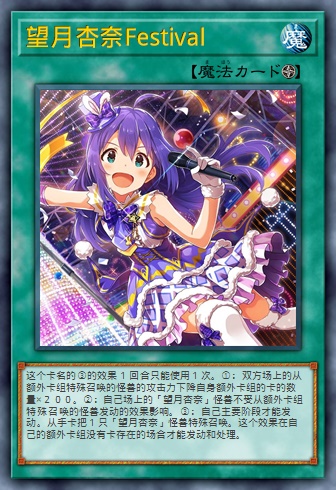 望月杏奈Festival
魔
【魔法カード】
这个卡名的③的效果1回合只能使用1次。①：双方场上的从
额外卡组特殊召唤的怪兽的攻击力下降自身额外卡组的卡的数
量×200。②：自己场上的「望月杏奈」怪兽不受从额外卡组
特殊召唤的怪兽发动的效果影响。③：自己主要阶段才能发
动。从手卡把1只「望月杏奈」怪兽特殊召唤。这个效果在自
己的额外卡组没有卡存在的场合才能发动和处理。